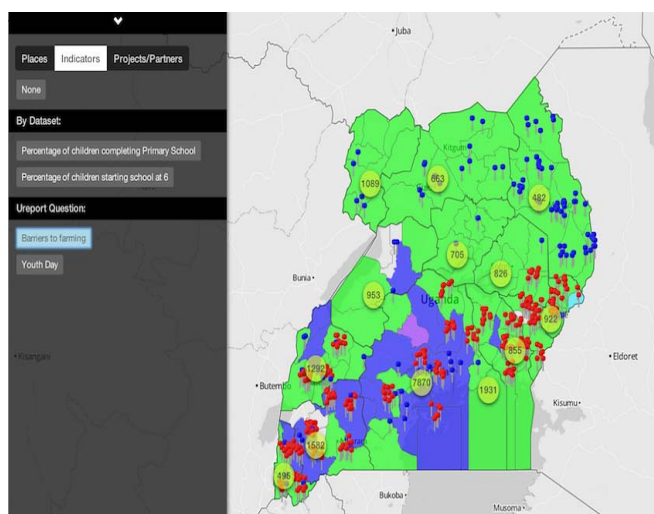 Places Indicators Projects/Partners
None
By Dataset:
Percentage of children completing Primary School
Percentage of children starting school at 6
Ureport Question:
Barriers to farming
Youth Day
Juba
Kitgum
1089
663
482
705
826
Bunia
953
Uganda
922
Kisangani
855
Eldoret
1292
7870
1931
Butembo
Kisumu
1582
496
Bukoba
Musoma